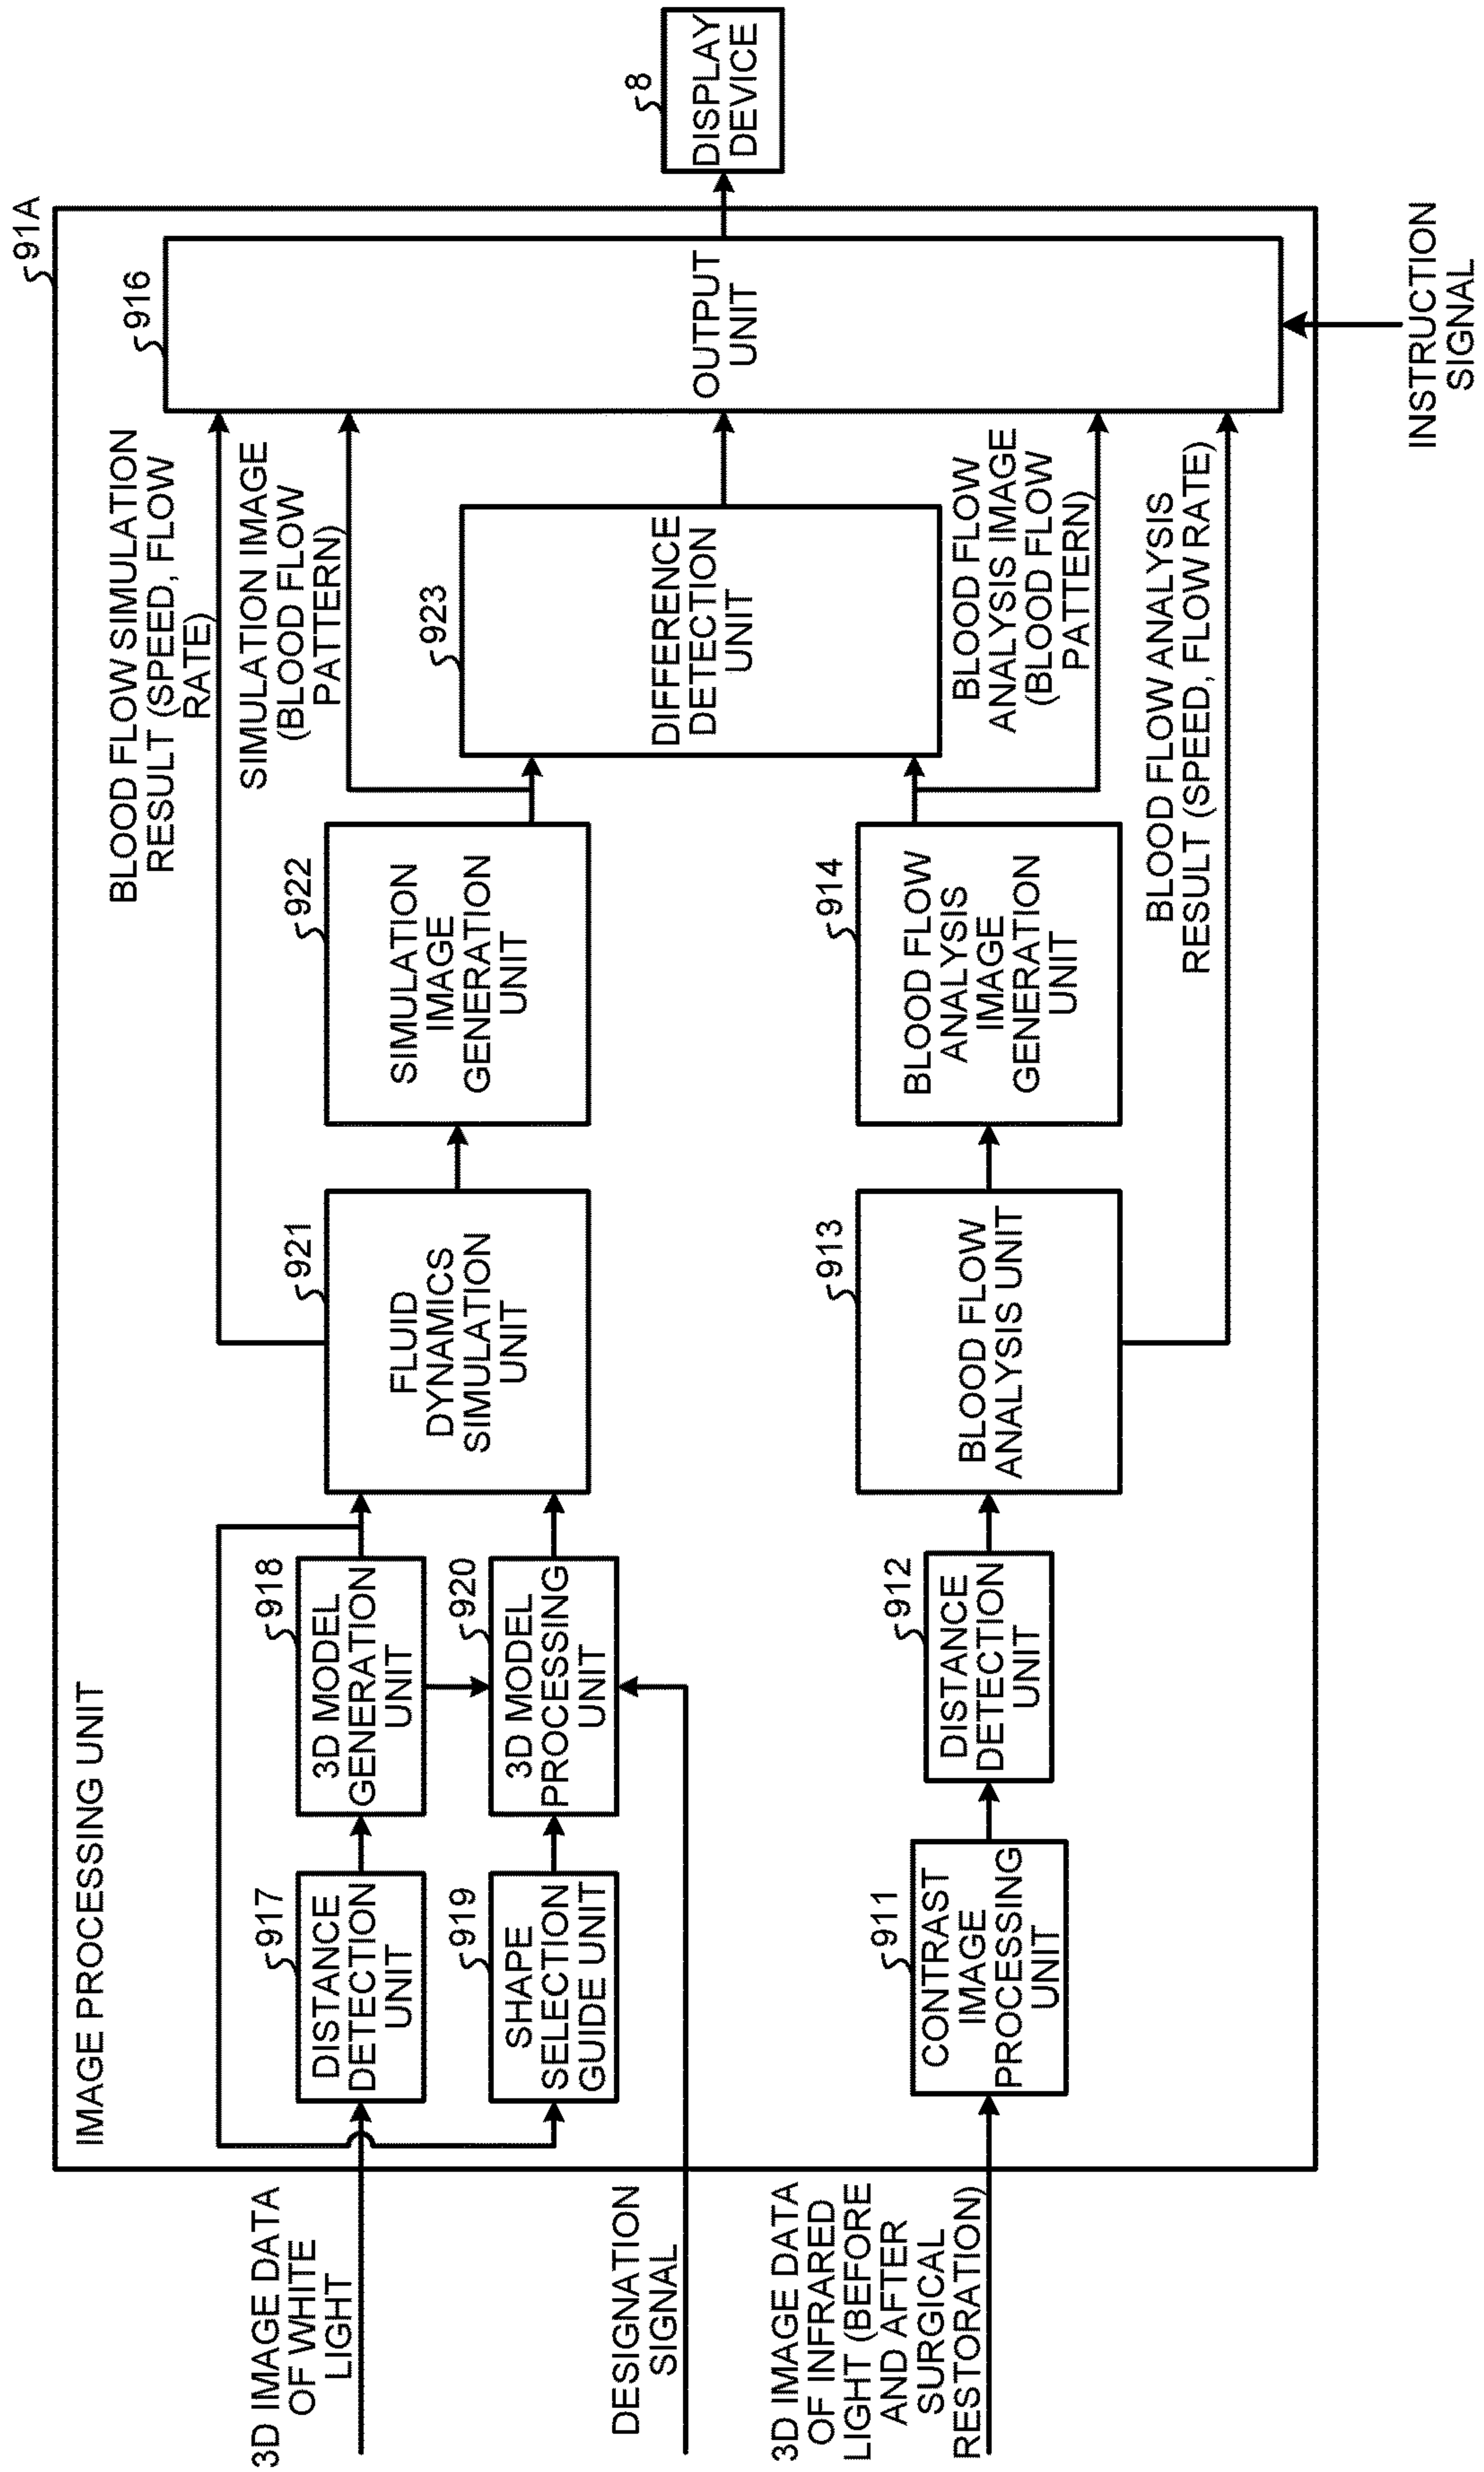 IMAGE PROCESSING UNIT
91A
3D IMAGE DATA
OF WHITE
LIGHT
917
DISTANCE
DETECTION
UNIT
918
3D MODEL
GENERATION
UNIT
919
SHAPE
SELECTION
GUIDE UNIT
920
3D MODEL
PROCESSING
UNIT
DESIGNATION
SIGNAL
921
FLUID
DYNAMICS
SIMULATION
UNIT
922
SIMULATION
IMAGE
GENERATION
UNIT
BLOOD FLOW SIMULATION
RESULT (SPEED, FLOW
RATE)
SIMULATION IMAGE
(BLOOD FLOW
PATTERN)
923
DIFFERENCE
DETECTION
UNIT
916
OUTPUT
UNIT
8
DISPLAY
DEVICE
3D IMAGE DATA
OF INFRARED
LIGHT (BEFORE
AND AFTER
SURGICAL
RESTORATION)
911
CONTRAST
IMAGE
PROCESSING
UNIT
912
DISTANCE
DETECTION
UNIT
913
BLOOD FLOW
ANALYSIS UNIT
914
BLOOD FLOW
ANALYSIS
IMAGE
GENERATION
UNIT
BLOOD FLOW
ANALYSIS IMAGE
(BLOOD FLOW
PATTERN)
BLOOD FLOW ANALYSIS
RESULT (SPEED, FLOW RATE)
INSTRUCTION
SIGNAL